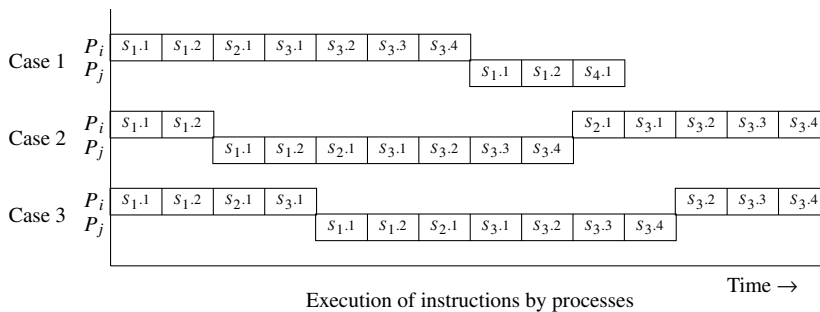 P_i S_1.1 S_1.2 S_2.1 S_3.1 S_3.2 S_3.3 S_3.4
Case 1
P_j S_1.1 S_1.2 S_4.1
P_i S_1.1 S_1.2 S_2.1 S_3.1 S_3.2 S_3.3 S_3.4
Case 2
P_j S_1.1 S_1.2 S_2.1 S_3.1 S_3.2 S_3.3 S_3.4
P_i S_1.1 S_1.2 S_2.1 S_3.1 S_3.2 S_3.3 S_3.4
Case 3
P_j S_1.1 S_1.2 S_2.1 S_3.1 S_3.2 S_3.3 S_3.4
Time →
Execution of instructions by processes